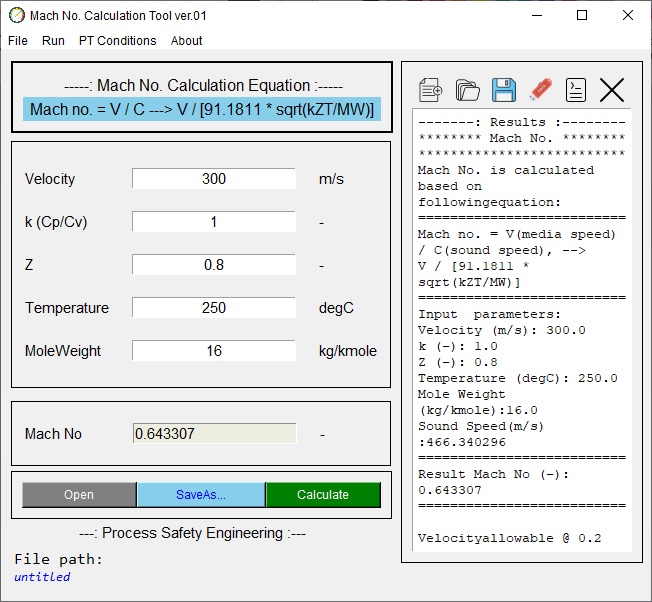 Mach No. Calculation Tool ver.01
File Run PT Conditions About
-----: Mach No. Calculation Equation :-----
Mach no. = V / C ---> V / [91.1811 * sqrt(kZT/MW)]
Velocity 300 m/s
k (Cp/Cv) 1 -
Z 0.8 -
Temperature 250 degC
MoleWeight 16 kg/kmole
Mach No 0.643307 -
Open SaveAs... Calculate
---: Process Safety Engineering :---
File path:
untitled
-------: Results :--------
******** Mach No. ********
**************************
Mach No. is calculated
based on
followingequation:
==========================
Mach no. = V(media speed)
/ C(sound speed), -->
V / [91.1811 *
sqrt(kZT/MW)]
==========================
Input  parameters:
Velocity (m/s): 300.0
k (-): 1.0
Z (-): 0.8
Temperature (degC): 250.0
Mole Weight
(kg/kmole):16.0
Sound Speed(m/s)
:466.340296
==========================
Result Mach No (-):
0.643307
==========================
Velocityallowable @ 0.2